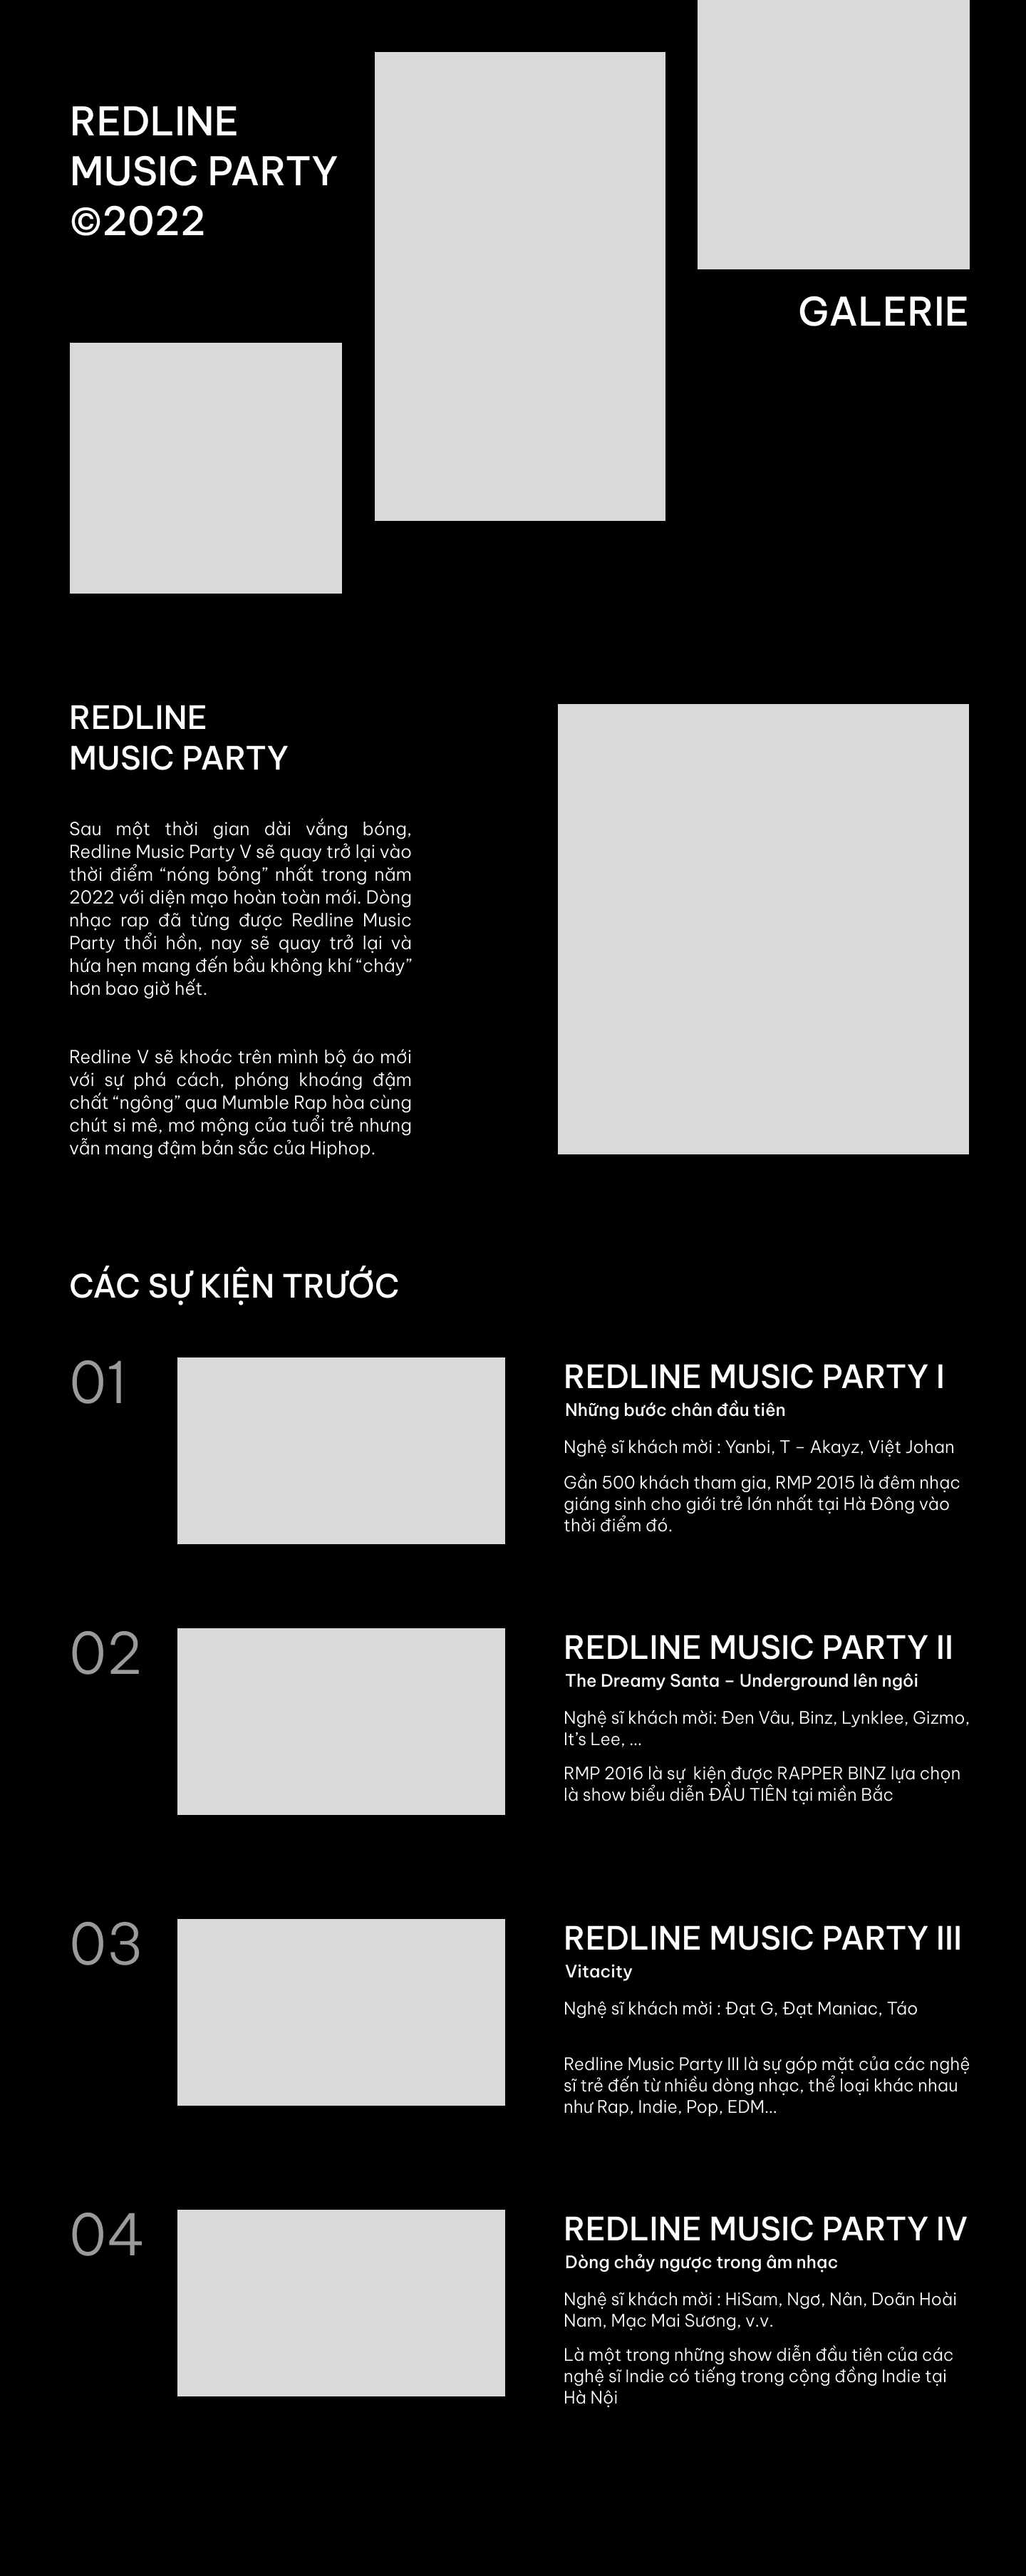 REDLINE
MUSIC PARTY
©2022
GALERIE
REDLINE
MUSIC PARTY
Sau một thời gian dài vắng bóng,
Redline Music Party V sẽ quay trở lại vào
thời điểm “nóng bỏng” nhất trong năm
2022 với diện mạo hoàn toàn mới. Dòng
nhạc rap đã từng được Redline Music
Party thổi hồn, nay sẽ quay trở lại và
hứa hẹn mang đến bầu không khí “cháy”
hơn bao giờ hết.
Redline V sẽ khoác trên mình bộ áo mới
với sự phá cách, phóng khoáng đậm
chất “ngông” qua Mumble Rap hòa cùng
chút si mê, mơ mộng của tuổi trẻ nhưng
vẫn mang đậm bản sắc của Hiphop.
CÁC SỰ KIỆN TRƯỚC
01
REDLINE MUSIC PARTY I
Những bước chân đầu tiên
Nghệ sĩ khách mời : Yanbi, T – Akayz, Việt Johan
Gần 500 khách tham gia, RMP 2015 là đêm nhạc
giáng sinh cho giới trẻ lớn nhất tại Hà Đông vào
thời điểm đó.
02
REDLINE MUSIC PARTY II
The Dreamy Santa – Underground lên ngôi
Nghệ sĩ khách mời: Đen Vâu, Binz, Lynklee, Gizmo,
It’s Lee, ...
RMP 2016 là sự  kiện được RAPPER BINZ lựa chọn
là show biểu diễn ĐẦU TIÊN tại miền Bắc
03
REDLINE MUSIC PARTY III
Vitacity
Nghệ sĩ khách mời : Đạt G, Đạt Maniac, Táo
Redline Music Party III là sự góp mặt của các nghệ
sĩ trẻ đến từ nhiều dòng nhạc, thể loại khác nhau
như Rap, Indie, Pop, EDM...
04
REDLINE MUSIC PARTY IV
Dòng chảy ngược trong âm nhạc
Nghệ sĩ khách mời : HiSam, Ngơ, Nân, Doãn Hoài
Nam, Mạc Mai Sương, v.v.
Là một trong những show diễn đầu tiên của các
nghệ sĩ Indie có tiếng trong cộng đồng Indie tại
Hà Nội